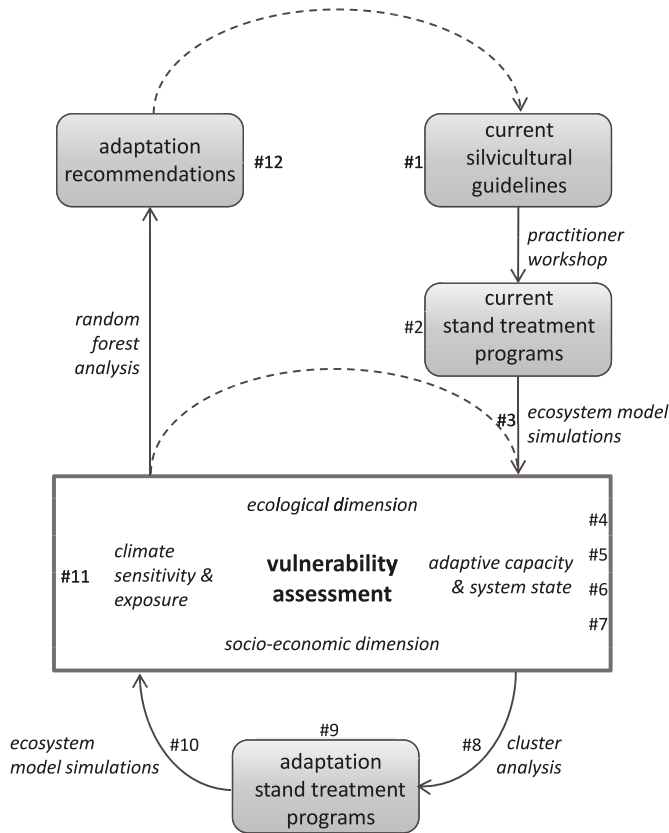 adaptation
recommendations
#12
#1
current
silvicultural
guidelines
practitioner
workshop
#2
current
stand treatment
programs
random
forest
analysis
#3
ecosystem model
simulations
ecological dimension
#4
#5
#6
#7
#11
climate
sensitivity &
exposure
vulnerability
assessment
adaptive capacity
& system state
socio-economic dimension
ecosystem
model simulations
#10
#9
adaptation
stand treatment
programs
#8
cluster
analysis